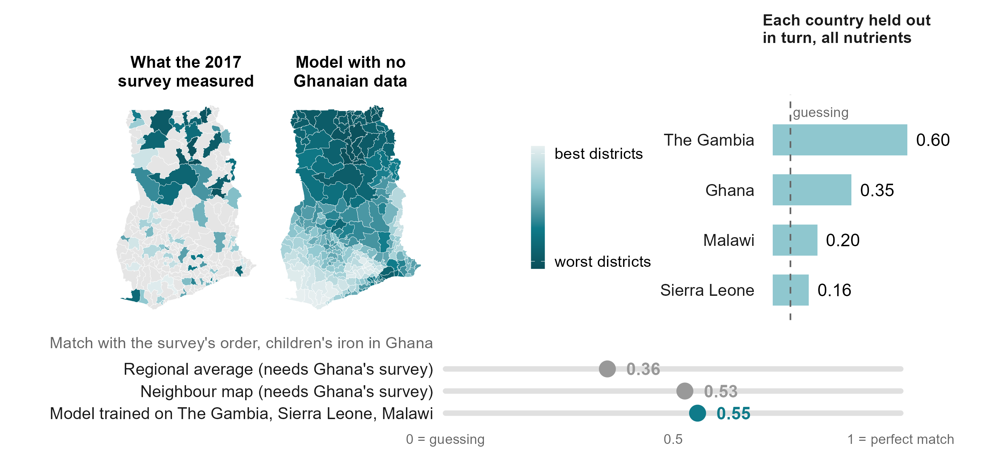 Each country held out
in turn, all nutrients
What the 2017
survey measured
Model with no
Ghanaian data
best districts
worst districts
guessing
The Gambia 0.60
Ghana 0.35
Malawi 0.20
Sierra Leone 0.16
Match with the survey's order, children's iron in Ghana
Regional average (needs Ghana's survey) 0.36
Neighbour map (needs Ghana's survey) 0.53
Model trained on The Gambia, Sierra Leone, Malawi 0.55
0 = guessing 0.5 1 = perfect match